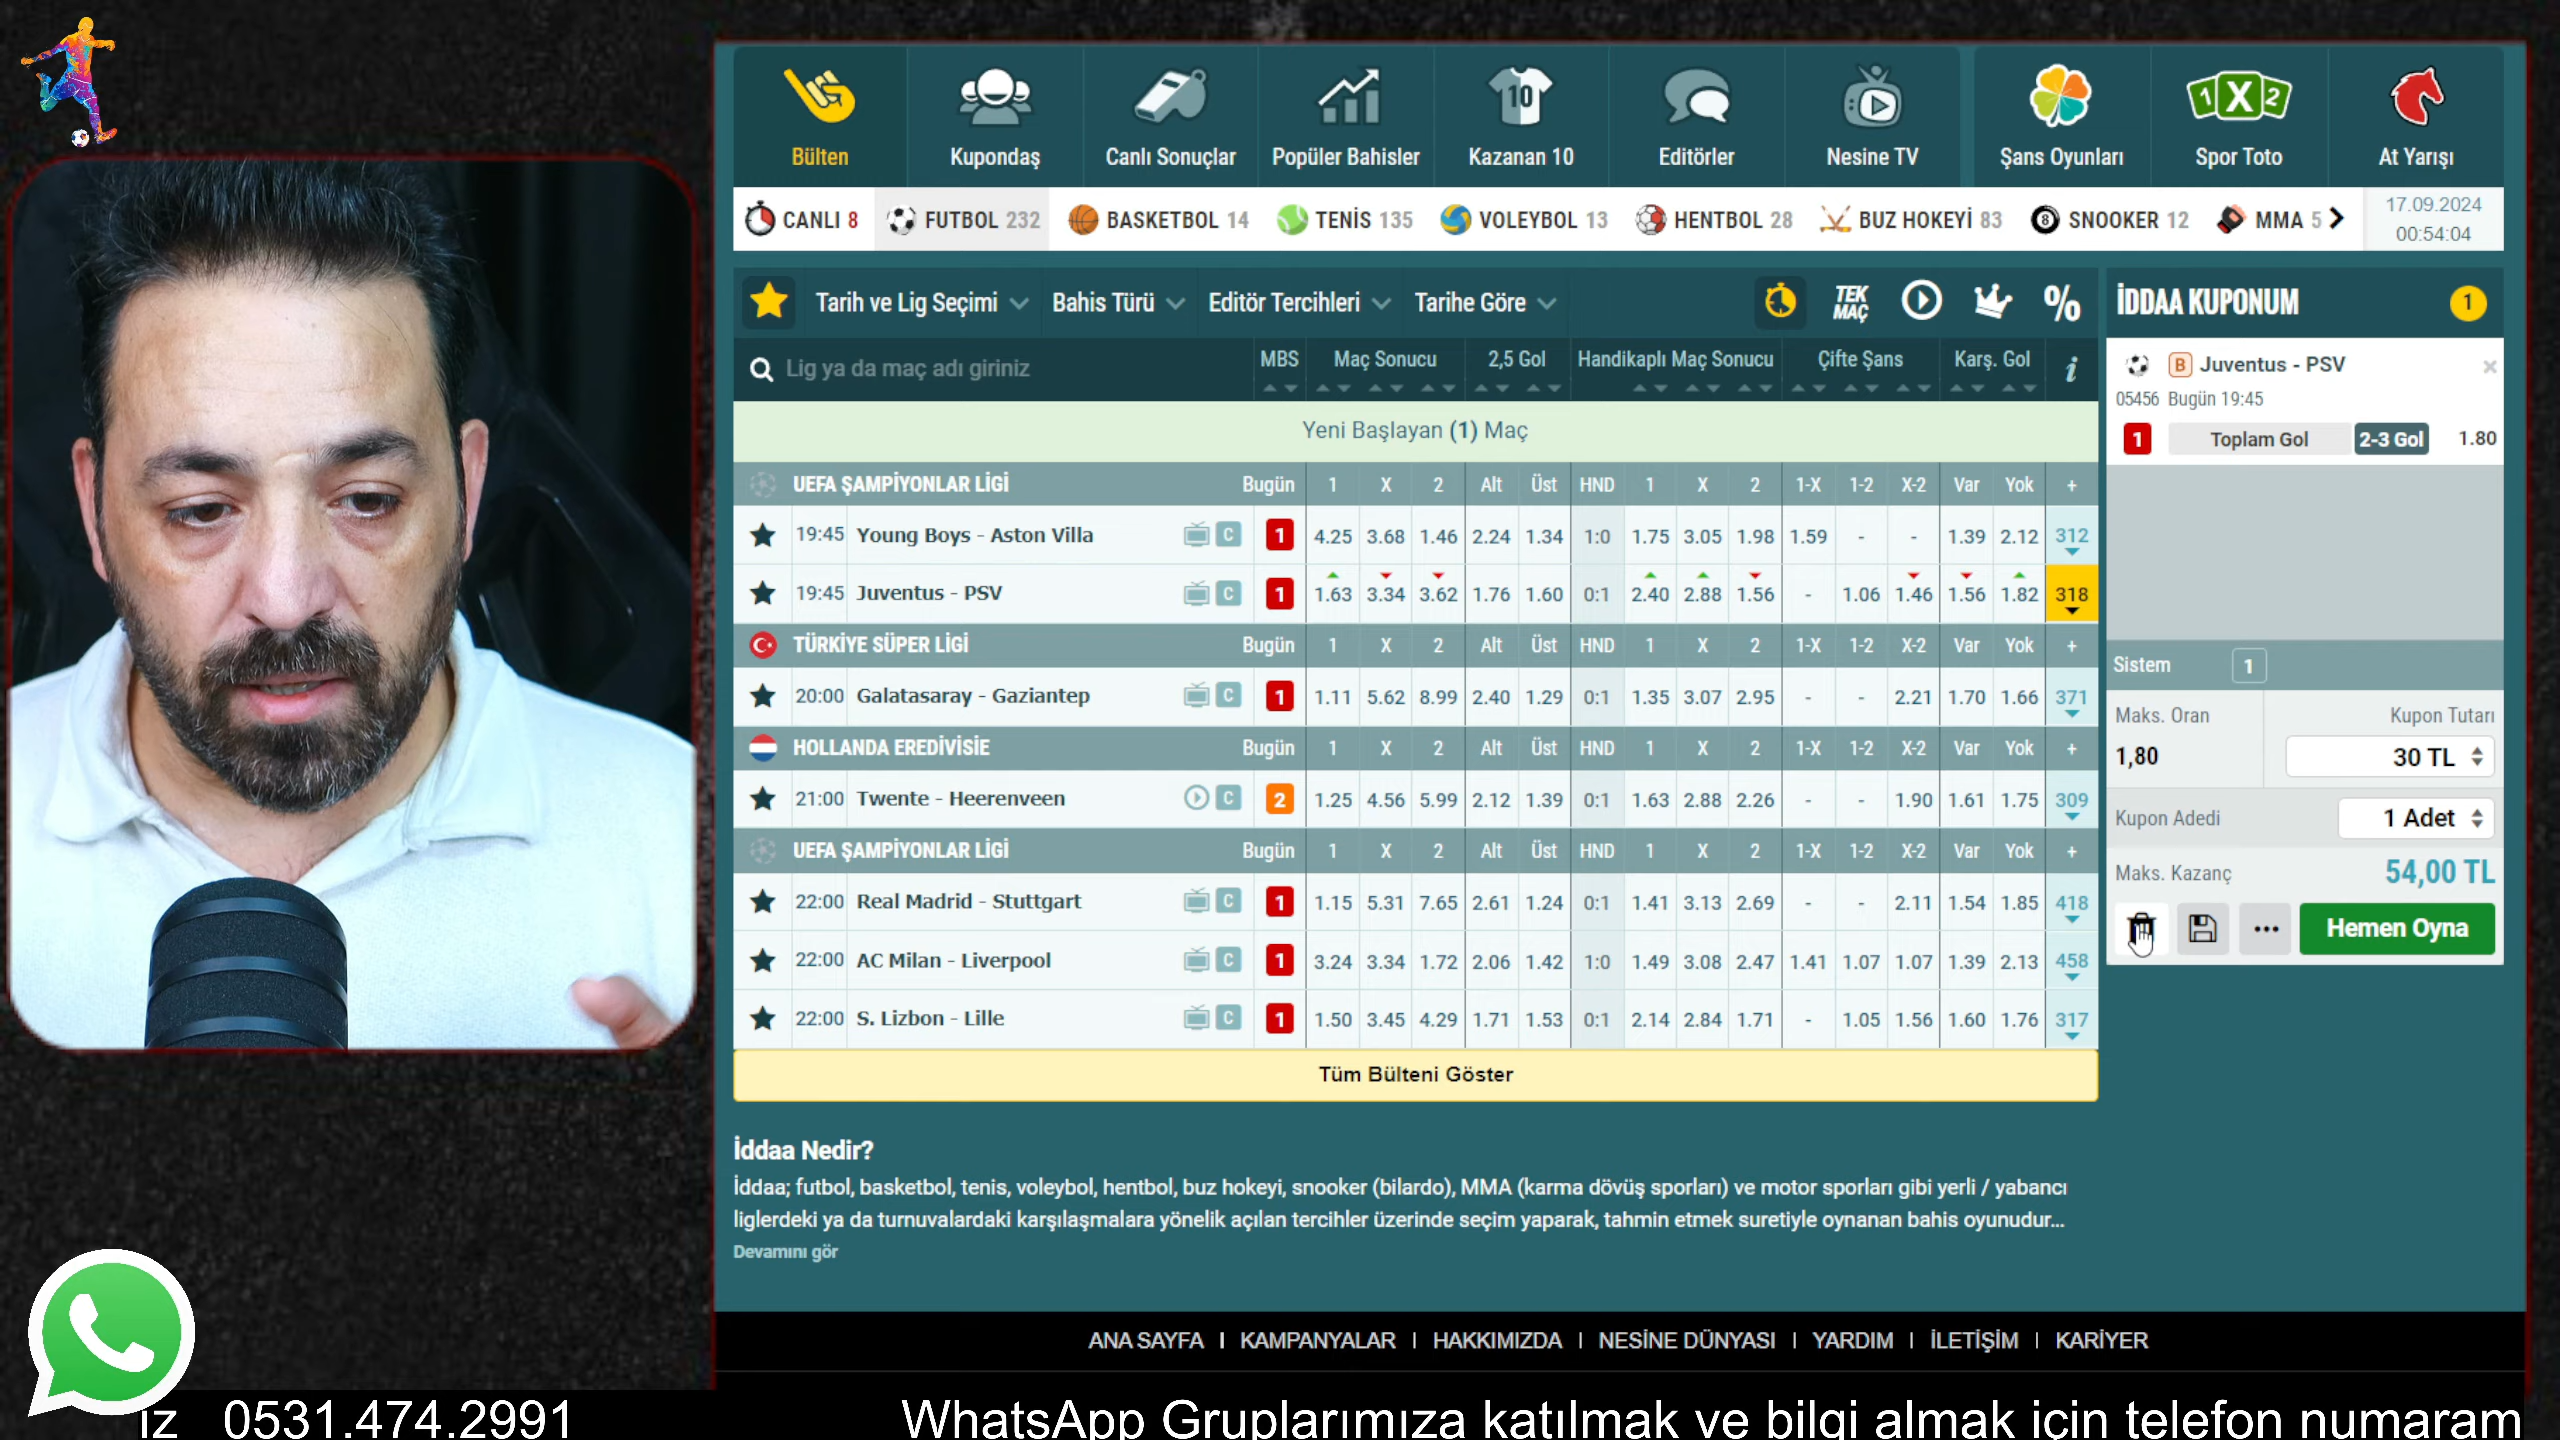 Bülten
Kupondaş
Canlı Sonuçlar
Popüler Bahisler
10
Kazanan 10
Editörler
Nesine TV
Şans Oyunları
1 X 2
Spor Toto
At Yarışı
CANLI 8
FUTBOL 232
BASKETBOL 14
TENİS 135
VOLEYBOL 13
HENTBOL 28
BUZ HOKEYİ 83
8
SNOOKER 12
MMA 5
17.09.2024
00:54:04
Tarih ve Lig Seçimi
Bahis Türü
Editör Tercihleri
Tarihe Göre
TEK
MAÇ
%
Lig ya da maç adı giriniz
MBS Maç Sonucu 2,5 Gol Handikaplı Maç Sonucu Çifte Şans Karş. Gol i
Yeni Başlayan (1) Maç
UEFA ŞAMPİYONLAR LİGİ Bugün 1 X 2 Alt Üst HND 1 X 2 1-X 1-2 X-2 Var Yok +
19:45 Young Boys - Aston Villa C 1 4.25 3.68 1.46 2.24 1.34 1:0 1.75 3.05 1.98 1.59 - - 1.39 2.12 312
19:45 Juventus - PSV C 1 1.63 3.34 3.62 1.76 1.60 0:1 2.40 2.88 1.56 - 1.06 1.46 1.56 1.82 318
TÜRKİYE SÜPER LİGİ Bugün 1 X 2 Alt Üst HND 1 X 2 1-X 1-2 X-2 Var Yok +
20:00 Galatasaray - Gaziantep C 1 1.11 5.62 8.99 2.40 1.29 0:1 1.35 3.07 2.95 - - 2.21 1.70 1.66 371
HOLLANDA EREDİVİSİE Bugün 1 X 2 Alt Üst HND 1 X 2 1-X 1-2 X-2 Var Yok +
21:00 Twente - Heerenveen C 2 1.25 4.56 5.99 2.12 1.39 0:1 1.63 2.88 2.26 - - 1.90 1.61 1.75 309
UEFA ŞAMPİYONLAR LİGİ Bugün 1 X 2 Alt Üst HND 1 X 2 1-X 1-2 X-2 Var Yok +
22:00 Real Madrid - Stuttgart C 1 1.15 5.31 7.65 2.61 1.24 0:1 1.41 3.13 2.69 - - 2.11 1.54 1.85 418
22:00 AC Milan - Liverpool C 1 3.24 3.34 1.72 2.06 1.42 1:0 1.49 3.08 2.47 1.41 1.07 1.07 1.39 2.13 458
22:00 S. Lizbon - Lille C 1 1.50 3.45 4.29 1.71 1.53 0:1 2.14 2.84 1.71 - 1.05 1.56 1.60 1.76 317
Tüm Bülteni Göster
İDDAA KUPONUM 1
B Juventus - PSV
05456 Bugün 19:45
1 Toplam Gol 2-3 Gol 1.80
Sistem 1
Maks. Oran Kupon Tutarı
1,80 30 TL
Kupon Adedi 1 Adet
Maks. Kazanç 54,00 TL
Hemen Oyna
İddaa Nedir?
İddaa; futbol, basketbol, tenis, voleybol, hentbol, buz hokeyi, snooker (bilardo), MMA (karma dövüş sporları) ve motor sporları gibi yerli / yabancı
liglerdeki ya da turnuvalardaki karşılaşmalara yönelik açılan tercihler üzerinde seçim yaparak, tahmin etmek suretiyle oynanan bahis oyunudur...
Devamını gör
ANA SAYFA | KAMPANYALAR | HAKKIMIZDA | NESİNE DÜNYASI | YARDIM | İLETİŞİM | KARİYER
iz 0531.474.2991 WhatsApp Gruplarımıza katılmak ve bilgi almak için telefon numaram